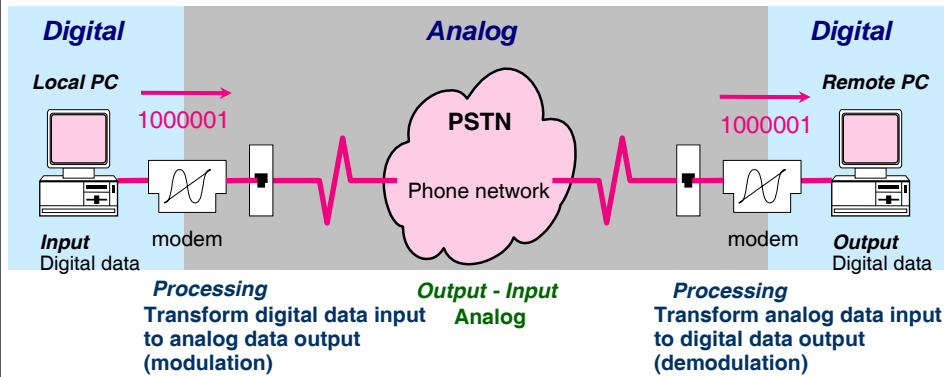 Digital
Analog
Digital
Local PC
Remote PC
1000001
PSTN
1000001
Phone network
Input
Digital data
modem
modem
Output
Digital data
Processing
Transform digital data input
to analog data output
(modulation)
Output - Input
Analog
Processing
Transform analog data input
to digital data output
(demodulation)